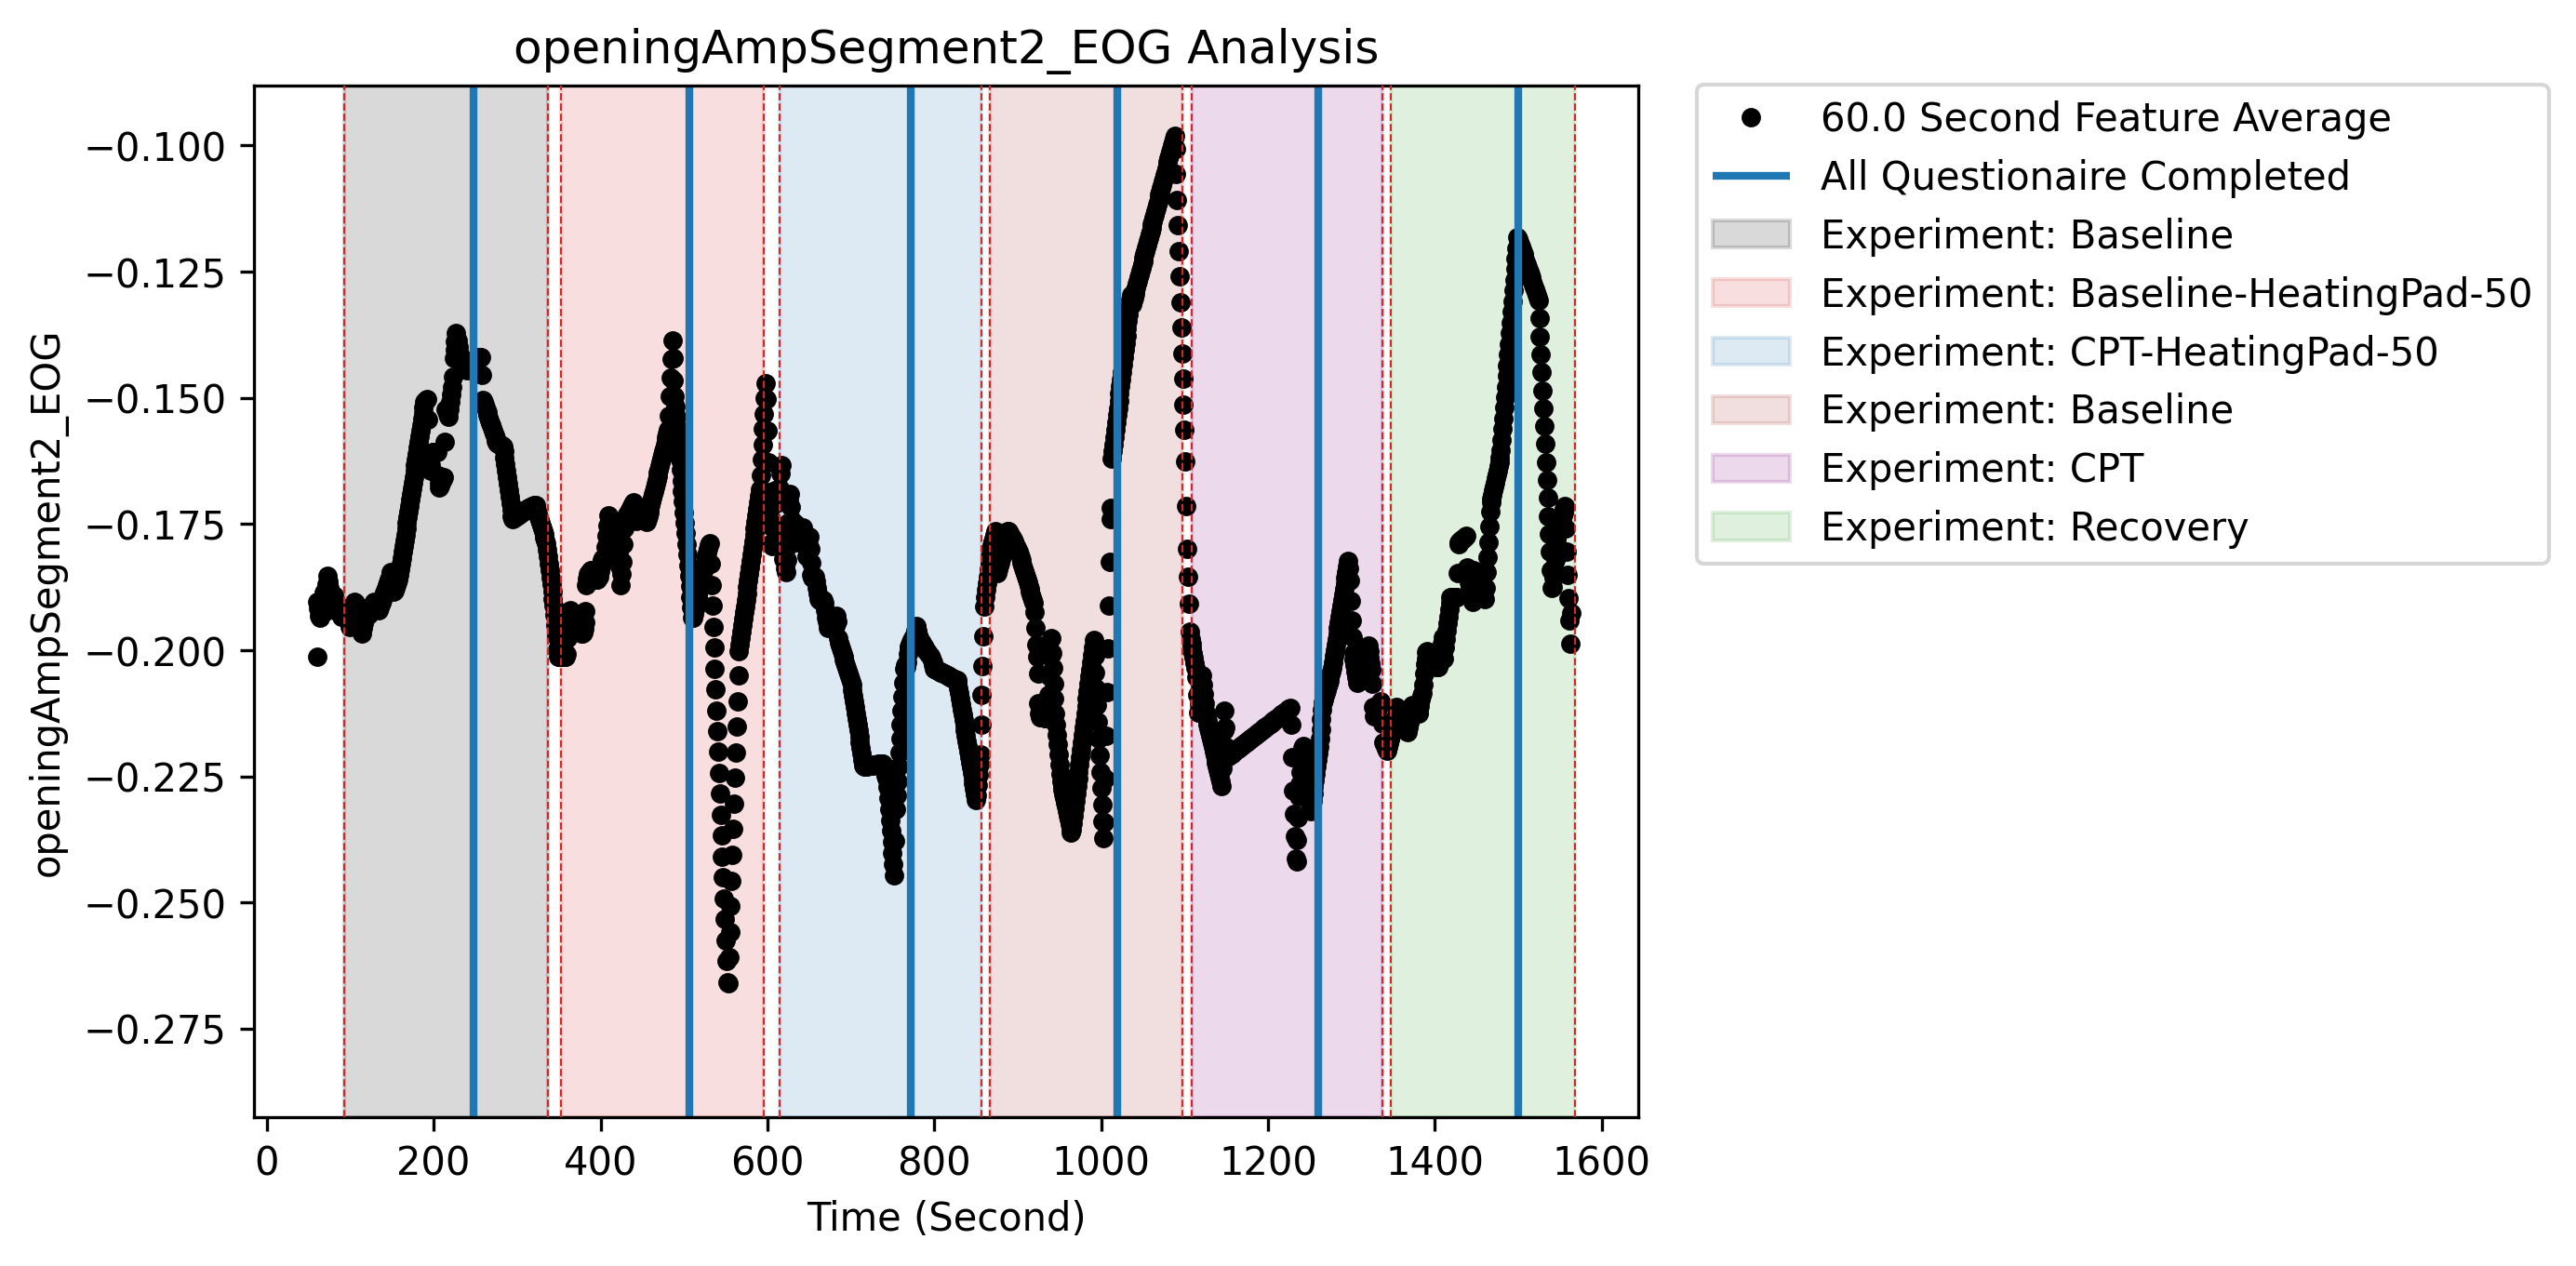 openingAmpSegment2_EOG Analysis
openingAmpSegment2_EOG
−0.100
−0.125
−0.150
−0.175
−0.200
−0.225
−0.250
−0.275
0 200 400 600 800 1000 1200 1400 1600
Time (Second)
60.0 Second Feature Average
All Questionaire Completed
Experiment: Baseline
Experiment: Baseline-HeatingPad-50
Experiment: CPT-HeatingPad-50
Experiment: Baseline
Experiment: CPT
Experiment: Recovery